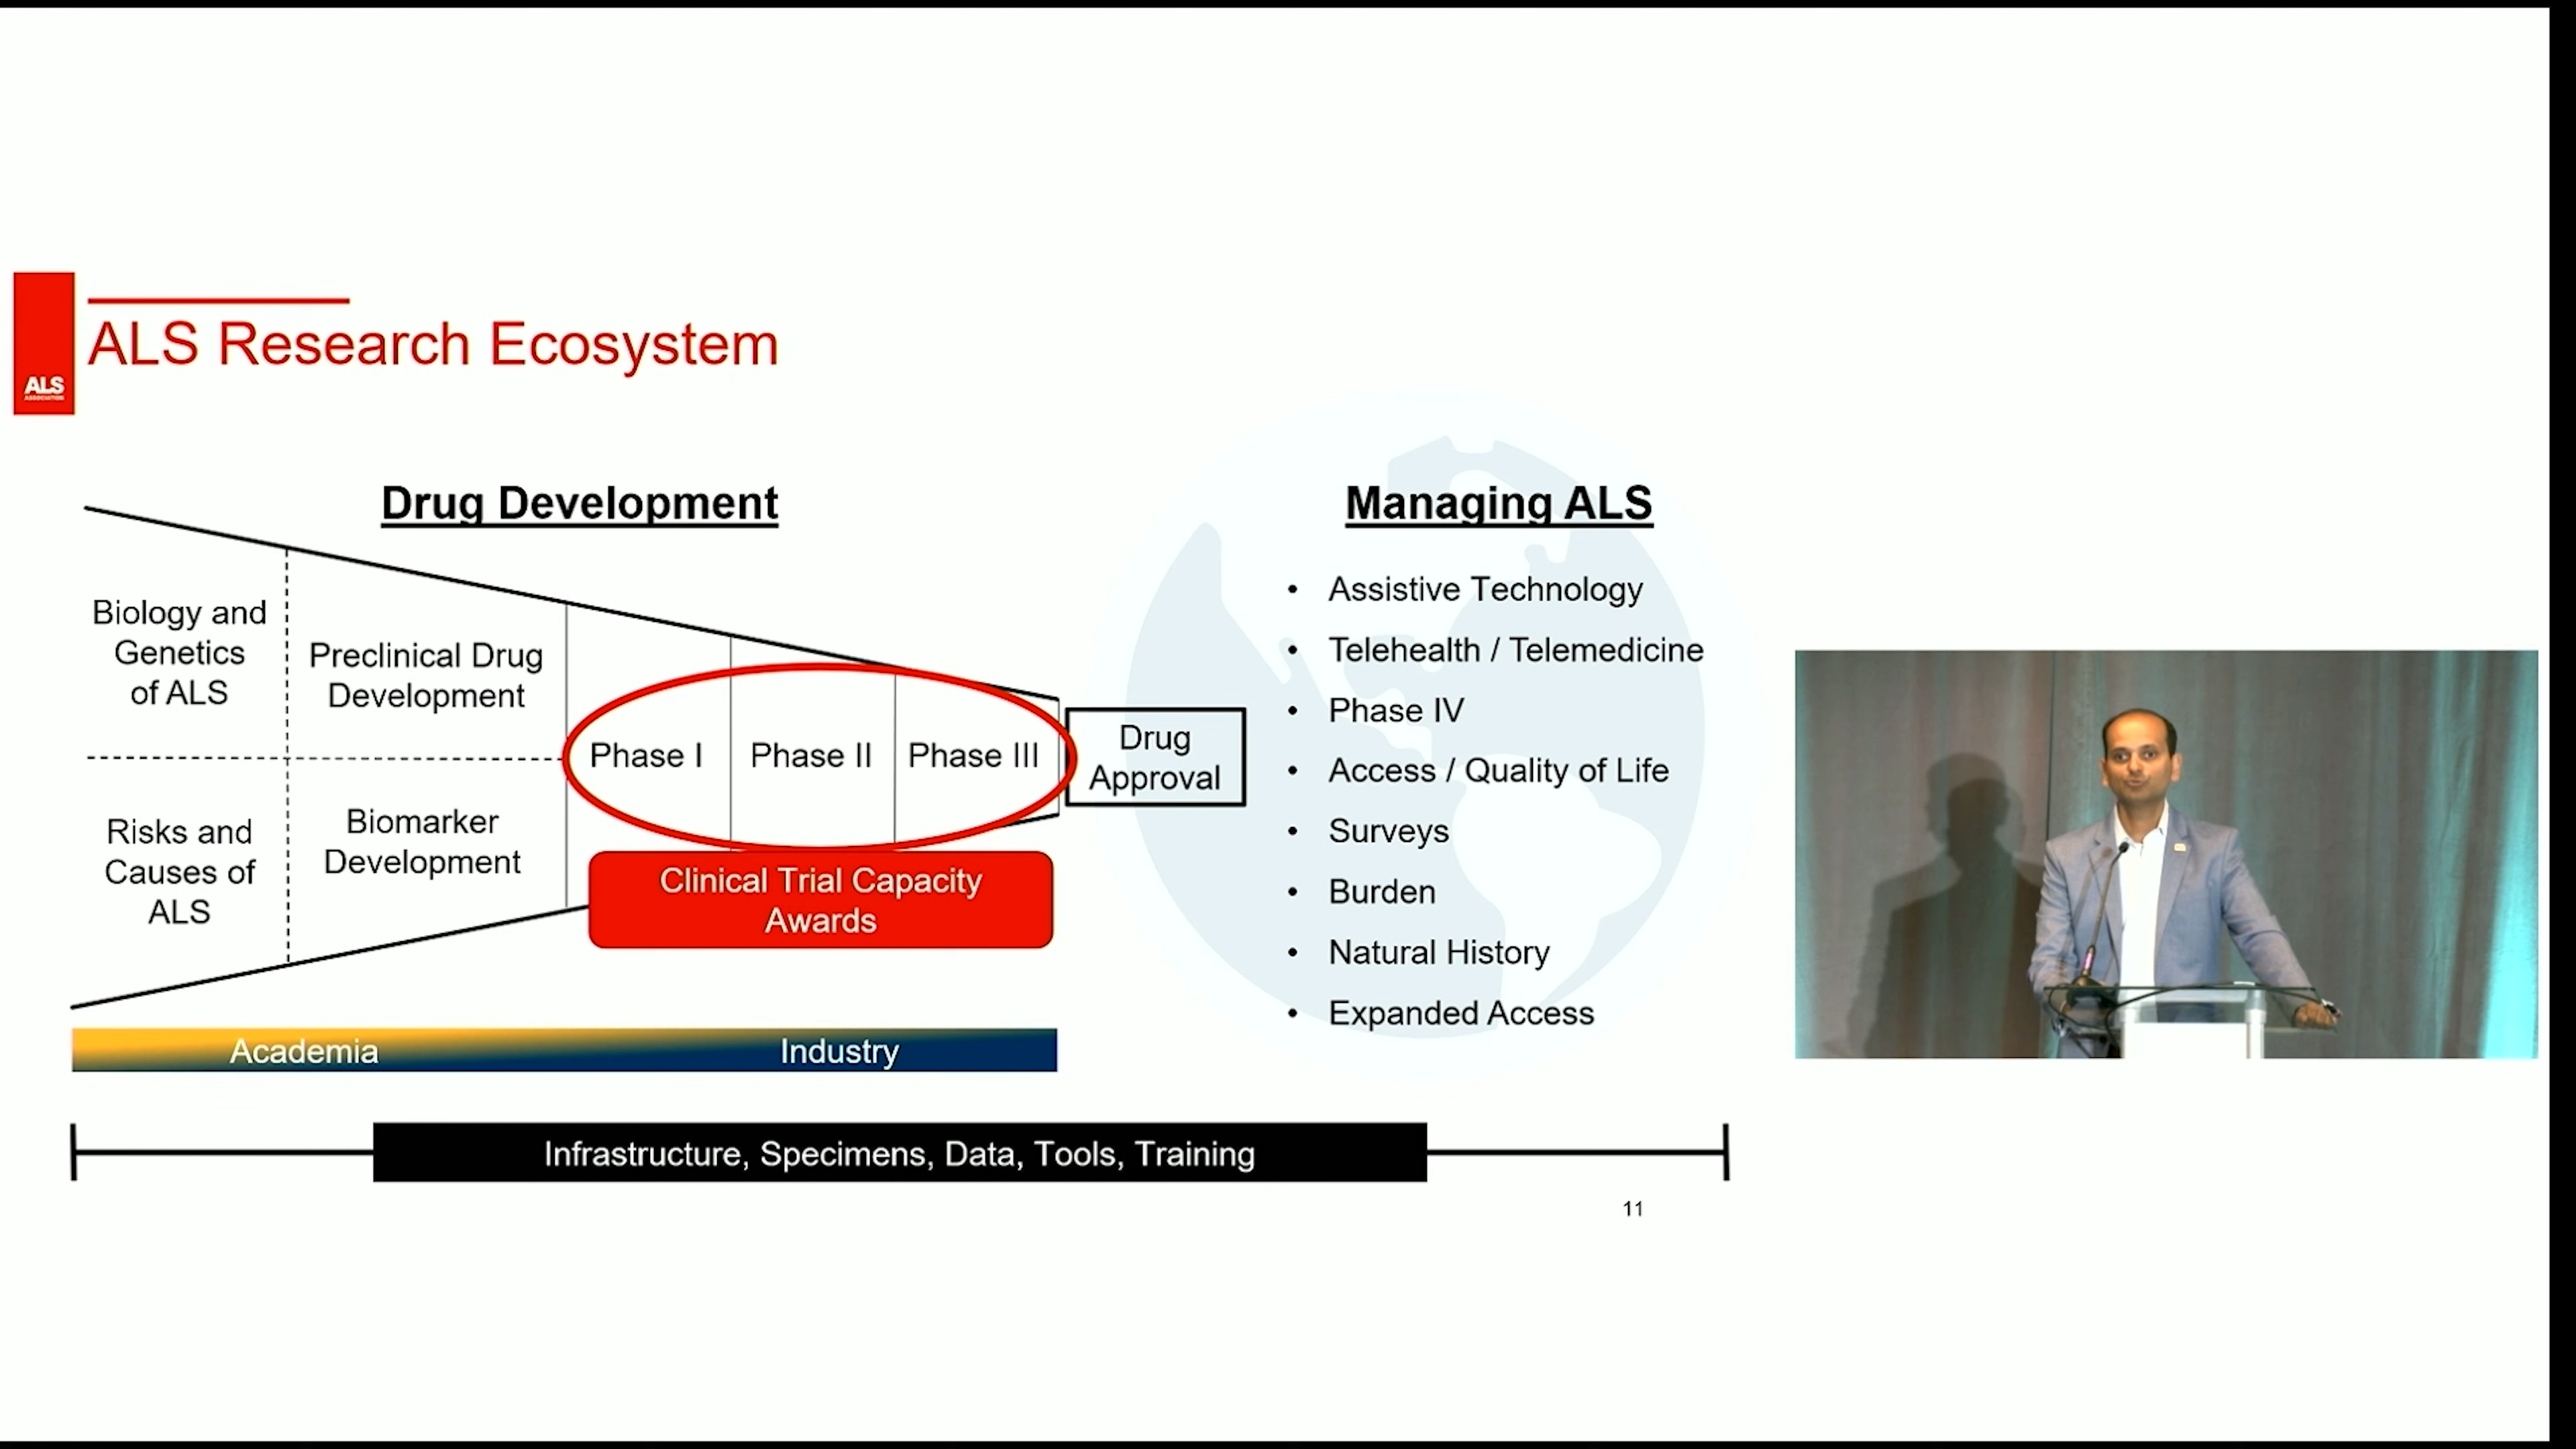 ALS Research Ecosystem
ALS
ASSOCIATION
Drug Development
Biology and
Genetics
of ALS
Preclinical Drug
Development
Risks and
Causes of
ALS
Biomarker
Development
Phase I
Phase II
Phase III
Clinical Trial Capacity
Awards
Drug
Approval
Academia
Industry
Managing ALS
• Assistive Technology
• Telehealth / Telemedicine
• Phase IV
• Access / Quality of Life
• Surveys
• Burden
• Natural History
• Expanded Access
Infrastructure, Specimens, Data, Tools, Training
11